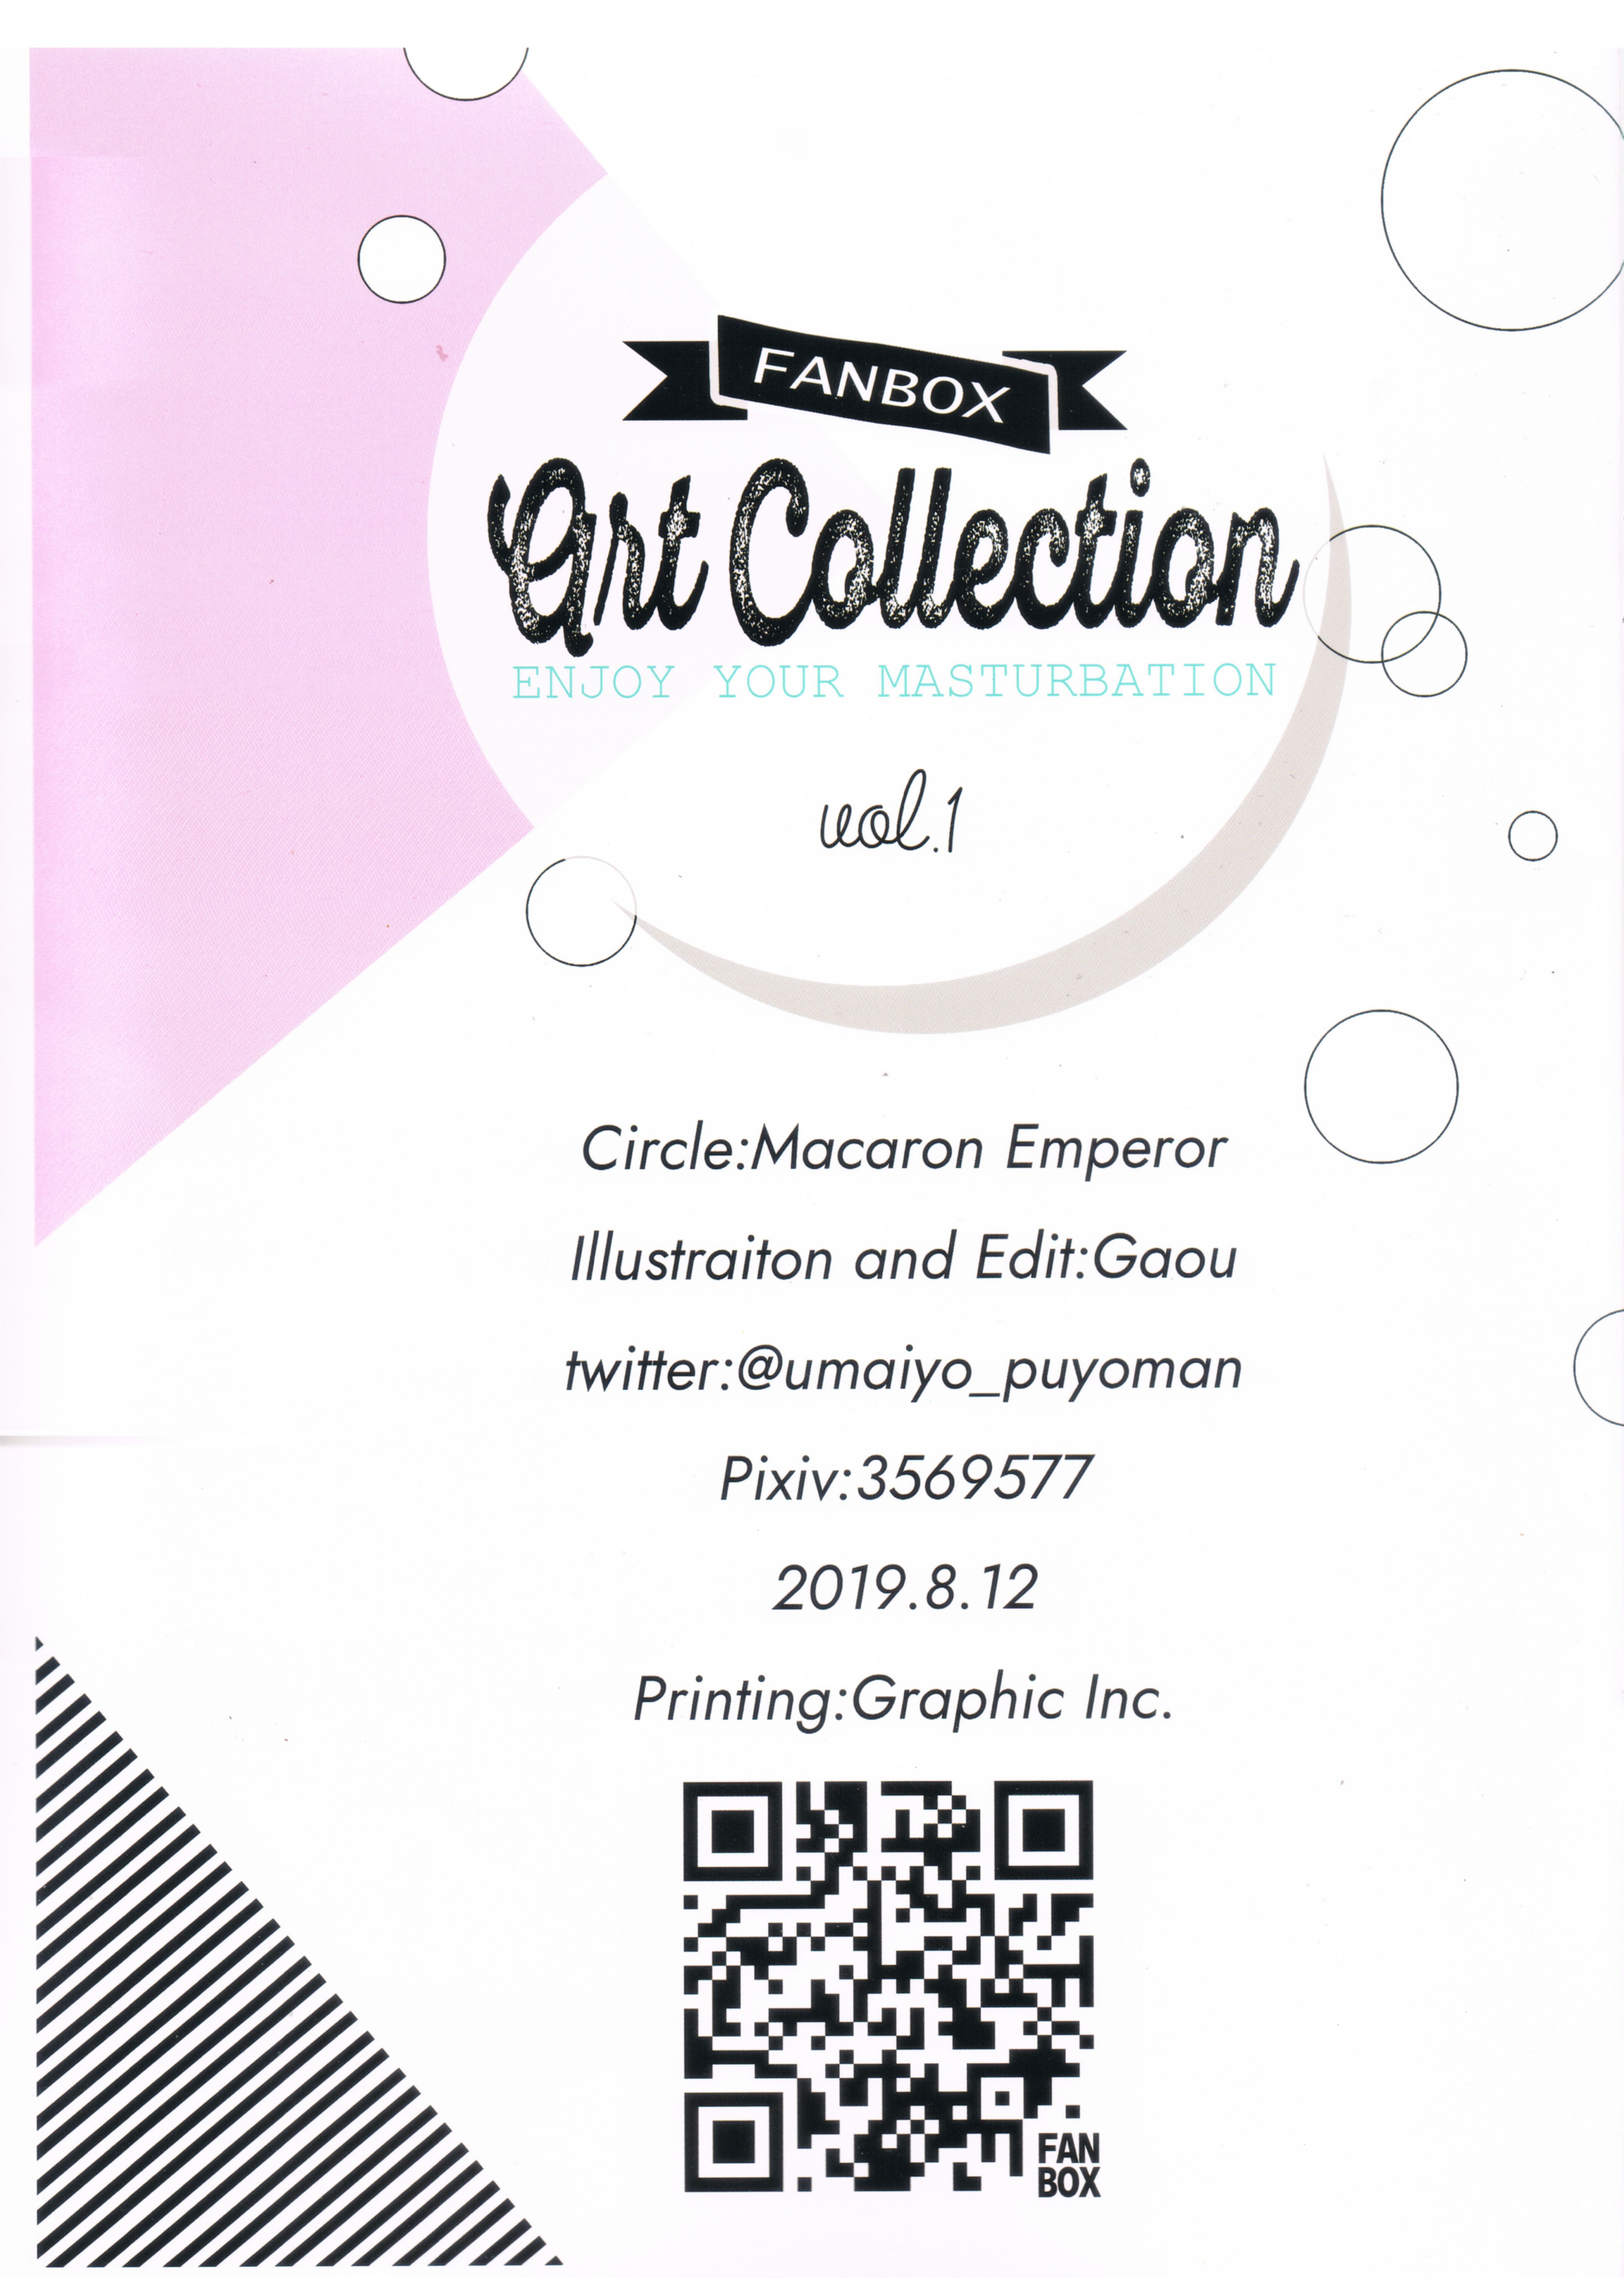 FANBOX
Art Collection
ENJOY YOUR MASTURBATION
vol.1
Circle:Macaron Emperor
Illustraiton and Edit:Gaou
twitter:@umaiyo_puyoman
Pixiv:3569577
2019.8.12
Printing:Graphic Inc.
FAN
BOX